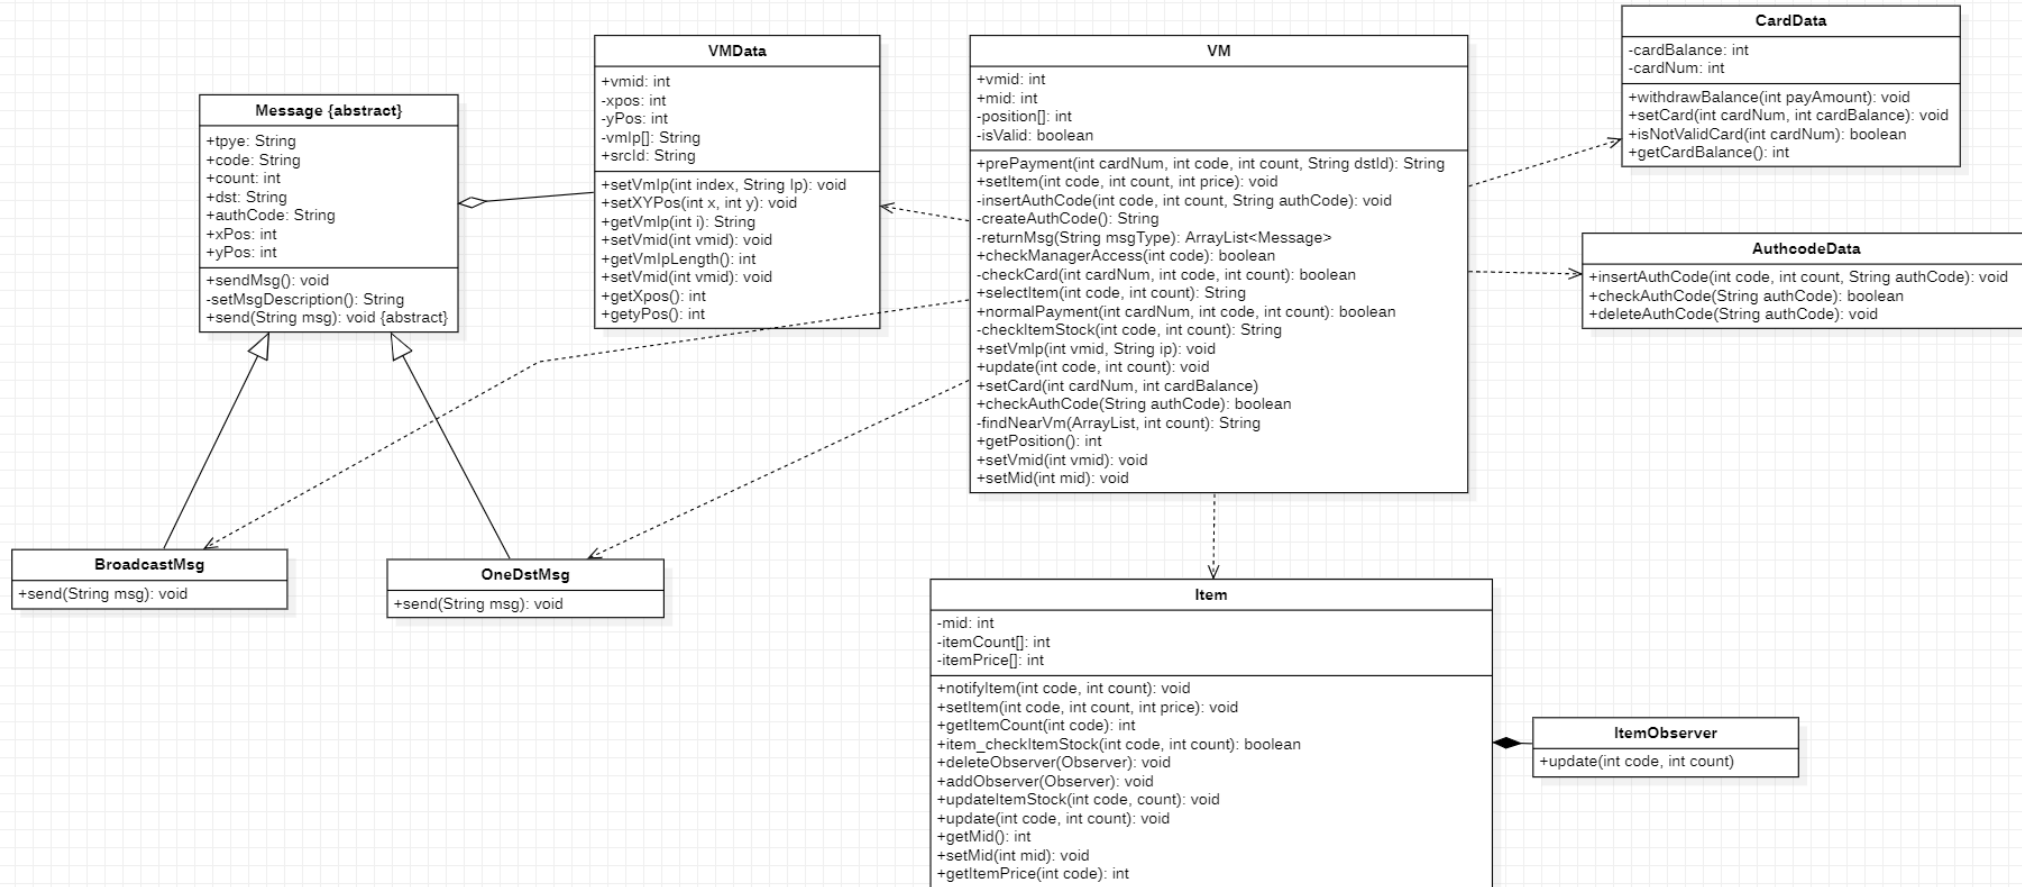 Message {abstract}
+tpye: String
+code: String
+count: int
+dst: String
+authCode: String
+xPos: int
+yPos: int
+sendMsg(): void
-setMsgDescription(): String
+send(String msg): void {abstract}
VMData
+vmid: int
-xpos: int
-yPos: int
-vmIp[]: String
+srcId: String
+setVmIp(int index, String Ip): void
+setXYPos(int x, int y): void
+getVmIp(int i): String
+setVmid(int vmid): void
+getVmIpLength(): int
+setVmid(int vmid): void
+getXpos(): int
+getyPos(): int
VM
+vmid: int
+mid: int
-position[]: int
-isValid: boolean
+prePayment(int cardNum, int code, int count, String dstId): String
+setItem(int code, int count, int price): void
-insertAuthCode(int code, int count, String authCode): void
-createAuthCode(): String
-returnMsg(String msgType): ArrayList<Message>
+checkManagerAccess(int code): boolean
-checkCard(int cardNum, int code, int count): boolean
+selectItem(int code, int count): String
+normalPayment(int cardNum, int code, int count): boolean
-checkItemStock(int code, int count): String
+setVmIp(int vmid, String ip): void
+update(int code, int count): void
+setCard(int cardNum, int cardBalance)
+checkAuthCode(String authCode): boolean
-findNearVm(ArrayList, int count): String
+getPosition(): int
+setVmid(int vmid): void
+setMid(int mid): void
CardData
-cardBalance: int
-cardNum: int
+withdrawBalance(int payAmount): void
+setCard(int cardNum, int cardBalance): void
+isNotValidCard(int cardNum): boolean
+getCardBalance(): int
AuthcodeData
+insertAuthCode(int code, int count, String authCode): void
+checkAuthCode(String authCode): boolean
+deleteAuthCode(String authCode): void
BroadcastMsg
+send(String msg): void
OneDstMsg
+send(String msg): void
Item
-mid: int
-itemCount[]: int
-itemPrice[]: int
+notifyItem(int code, int count): void
+setItem(int code, int count, int price): void
+getItemCount(int code): int
+item_checkItemStock(int code, int count): boolean
+deleteObserver(Observer): void
+addObserver(Observer): void
+updateItemStock(int code, count): void
+update(int code, int count): void
+getMid(): int
+setMid(int mid): void
+getItemPrice(int code): int
ItemObserver
+update(int code, int count)